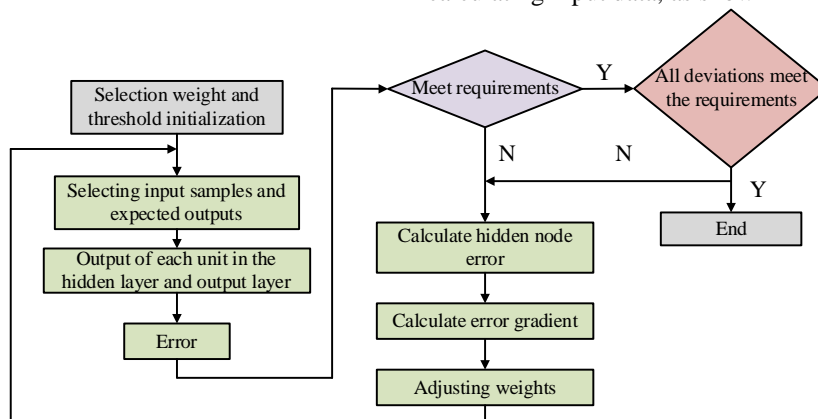 Selection weight and
threshold initialization
Selecting input samples and
expected outputs
Output of each unit in the
hidden layer and output layer
Error
Meet requirements
Y
All deviations meet
the requirements
N
N
Y
End
Calculate hidden node
error
Calculate error gradient
Adjusting weights